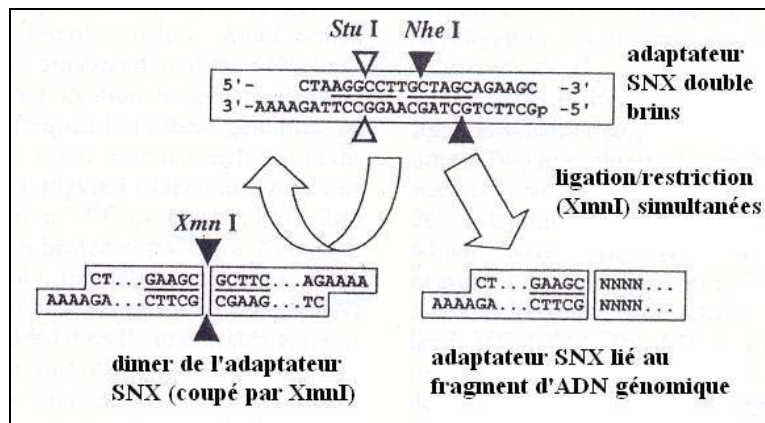 Stu I Nhe I
5'- CTAAGGCCTTGCTAGCAGAAGC -3'
3'-AAAAGATTCCGGAACGATCGTCTTCGp -5'
adaptateur
SNX double
brins
ligation/restriction
(XmnI) simultanées
Xmn I
CT...GAAGC GCTTC...AGAAAA
AAAAGA...CTTCG CGAAG...TC
dimer de l'adaptateur
SNX (coupé par XmnI)
CT...GAAGC NNNN...
AAAAGA...CTTCG NNNN...
adaptateur SNX lié au
fragment d'ADN génomique